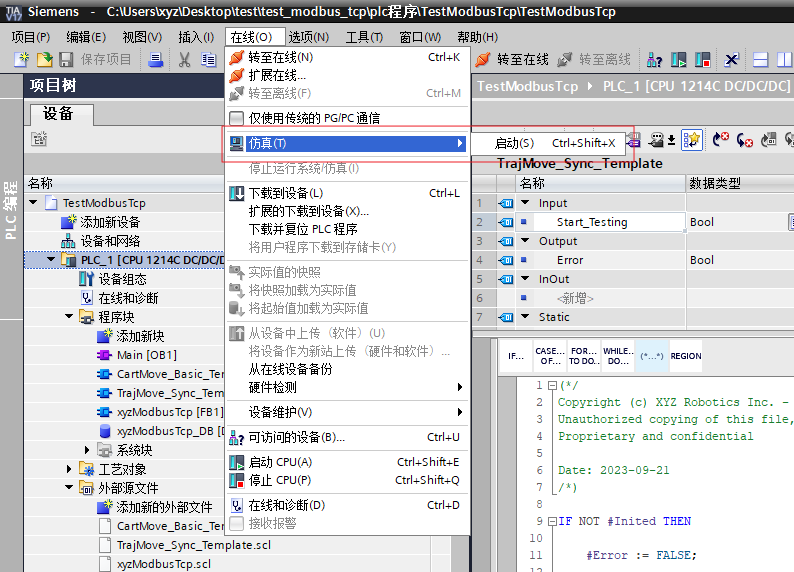 Siemens - C:\Users\xyz\Desktop\test\test_modbus_tcp\plc程序\TestModbusTcp\TestModbusTcp
项目(P) 编辑(E) 视图(V) 插入(I) 在线(O) 选项(N) 工具(T) 窗口(W) 帮助(H)
保存项目 转至在线 转至离线
转至在线(N) Ctrl+K
扩展在线...
转至离线(F) Ctrl+M
仅使用传统的 PG/PC 通信
仿真(T)
启动(S) Ctrl+Shift+X
停止运行系统/仿真(I)
下载到设备(L) Ctrl+L
扩展的下载到设备(X)...
下载并复位 PLC 程序
将用户程序下载到存储卡(Y)
实际值的快照
将快照加载为实际值
将起始值加载为实际值
从设备中上传（软件）(U)
将设备作为新站上传（硬件和软件）...
从在线设备备份
硬件检测
设备维护(V)
可访问的设备(B)... Ctrl+U
启动 CPU(A) Ctrl+Shift+E
停止 CPU(P) Ctrl+Shift+Q
在线和诊断(D) Ctrl+D
接收报警
项目树
设备
PLC 编程
名称
TestModbusTcp
添加新设备
设备和网络
PLC_1 [CPU 1214C DC/DC/D
设备组态
在线和诊断
程序块
添加新块
Main [OB1]
CartMove_Basic_Ter
TrajMove_Sync_Tem
xyzModbusTcp [FB1]
xyzModbusTcp_DB [D
系统块
工艺对象
外部源文件
添加新的外部文件
CartMove_Basic_Ter
TrajMove_Sync_Template.scl
xyzModbusTcp.scl
TestModbusTcp PLC_1 [CPU 1214C DC/DC/DC]
TrajMove_Sync_Template
名称 数据类型
1 Input
2 Start_Testing Bool
3 Output
4 Error Bool
5 InOut
6 <新增>
7 Static
IF... CASE... OF... FOR... TO DO.. WHILE.. DO... (*...*) REGION
1 (*/
2 Copyright (c) XYZ Robotics Inc. -
3 Unauthorized copying of this file,
4 Proprietary and confidential
5
6 Date: 2023-09-21
7 /*)
8
9 IF NOT #Inited THEN
10
11 #Error := FALSE;
12